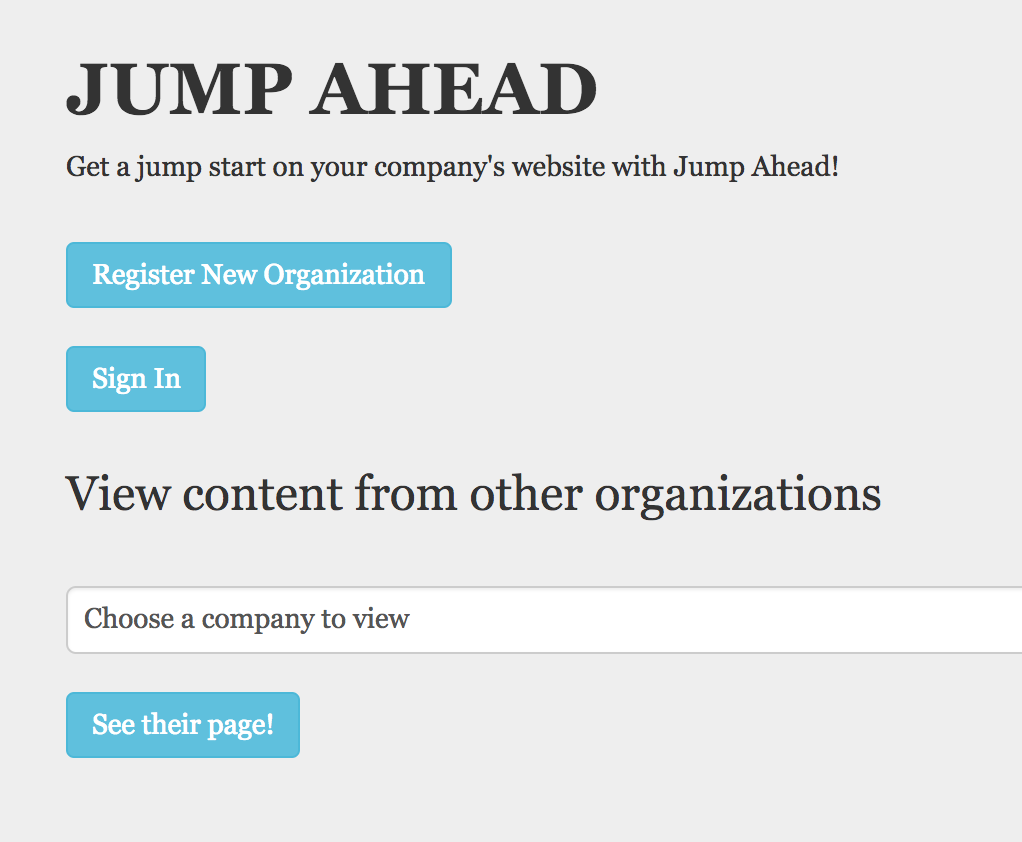 JUMP AHEAD
Get a jump start on your company's website with Jump Ahead!
Register New Organization
Sign In
View content from other organizations
Choose a company to view
See their page!